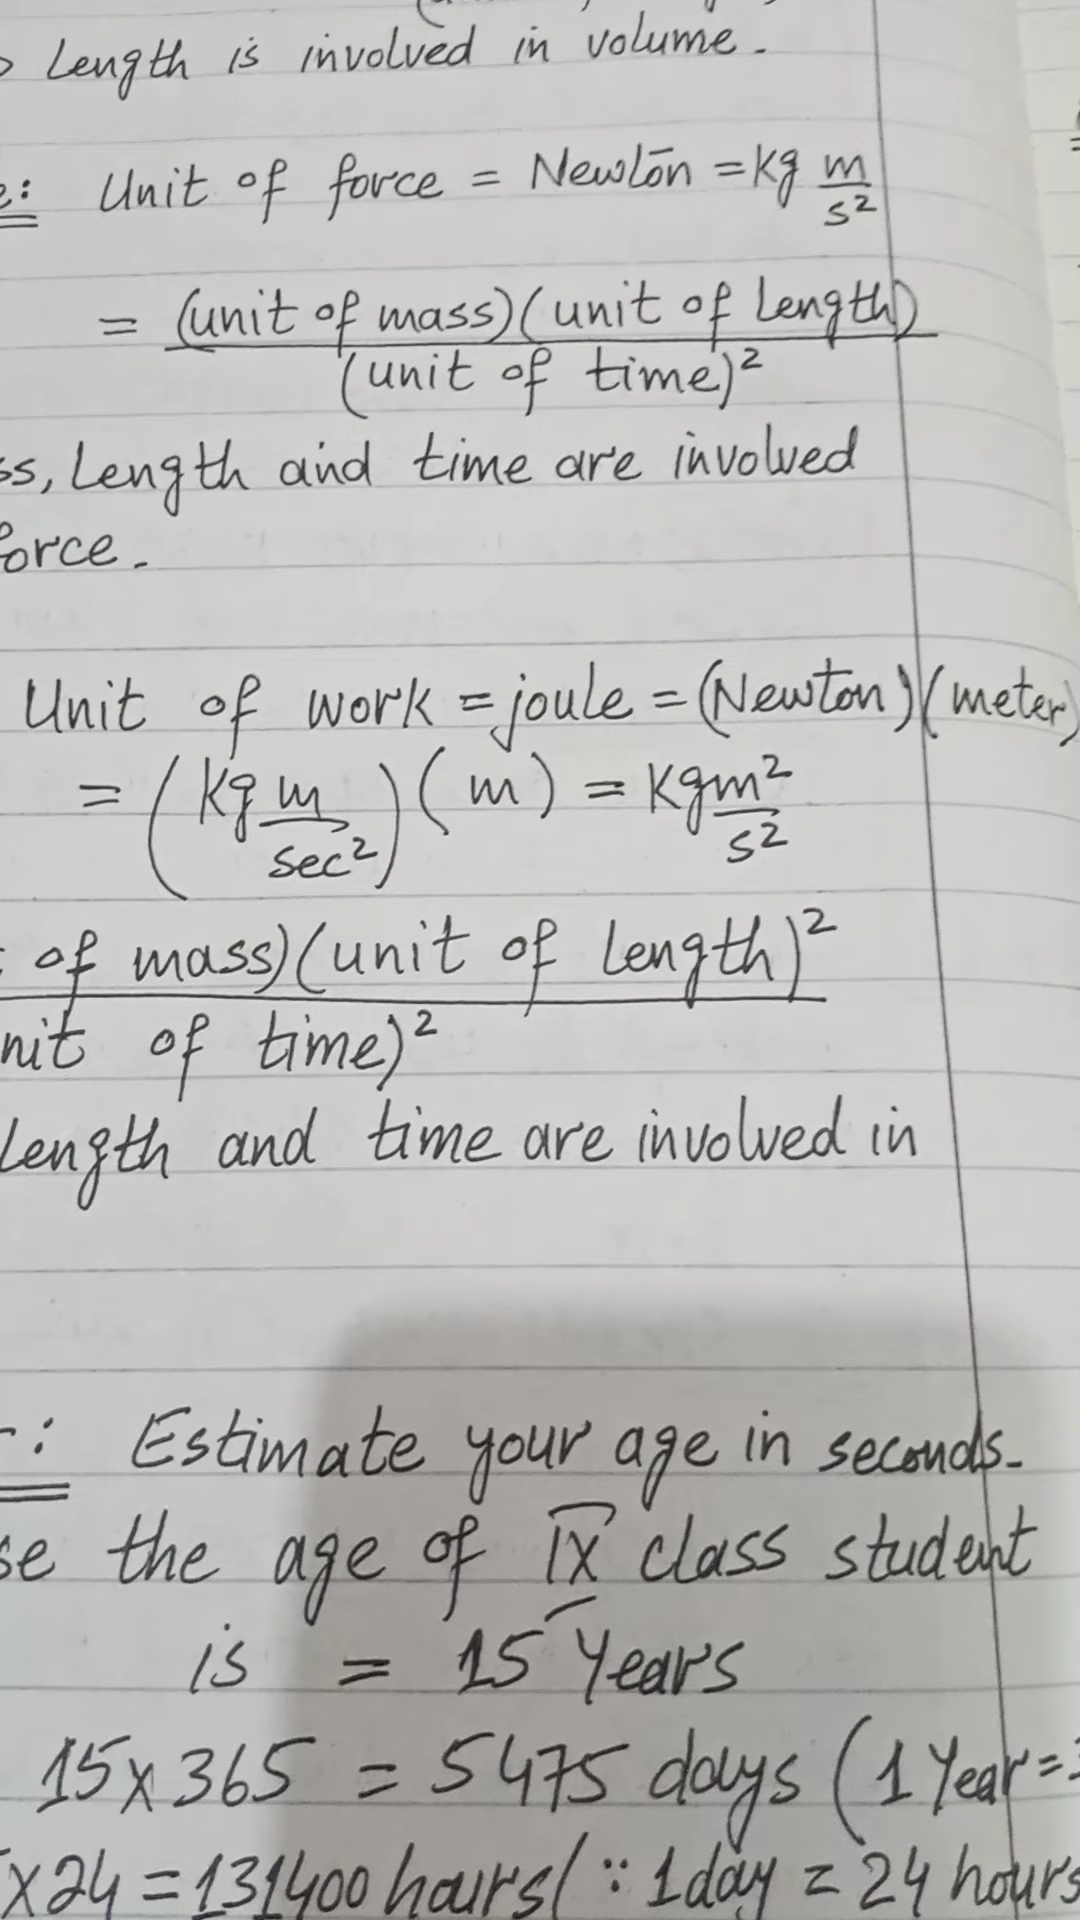 Length is involved in volume.
Unit of force = Newton = Kg m/s²
= (unit of mass)(unit of Length)
(unit of time)²
ss, Length and time are involved
force.
Unit of work = joule = (Newton)(meter)
= (Kg m/sec²)(m) = Kgm²/s²
of mass)(unit of Length)²
nit of time)²
Length and time are involved in
Estimate your age in seconds.
se the age of IX class student
is = 15 Years
15x365 = 5475 days (1 Year =
x24 = 131400 hours (∵ 1 day = 24 hours